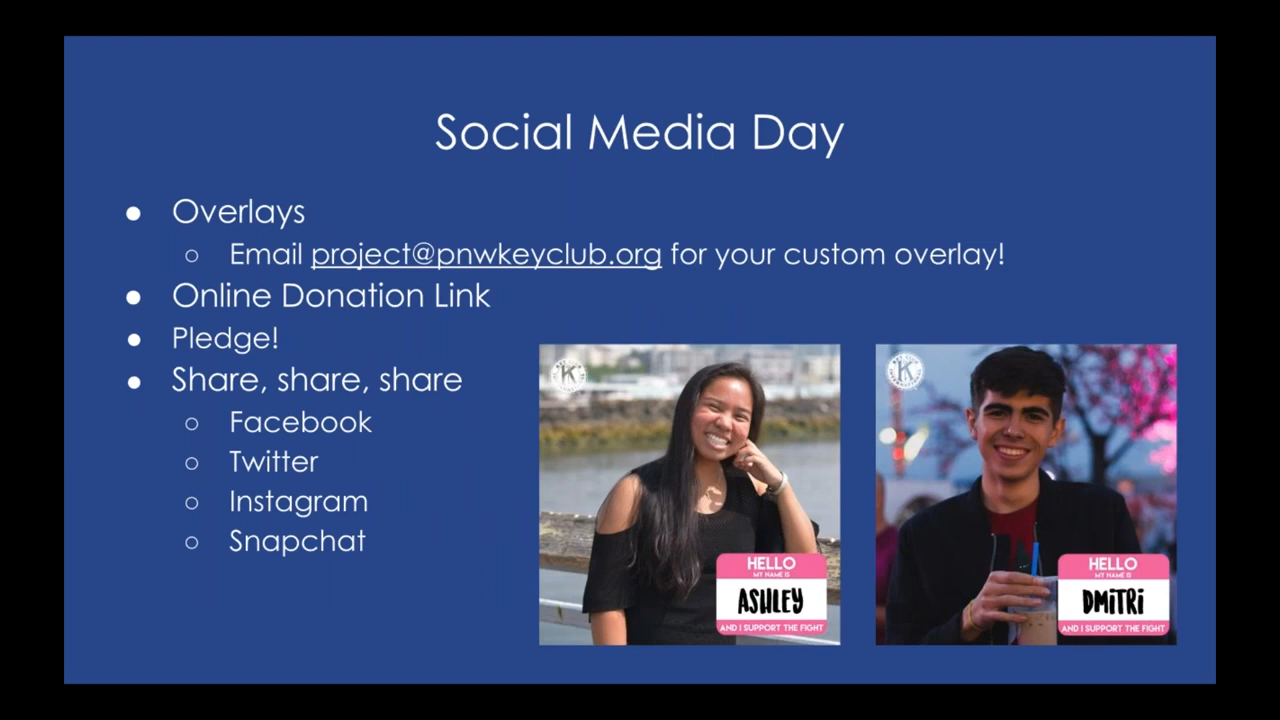 Social Media Day
● Overlays
○ Email project@pnwkeyclub.org for your custom overlay!
● Online Donation Link
● Pledge!
● Share, share, share
○ Facebook
○ Twitter
○ Instagram
○ Snapchat
K
HELLO
MY NAME IS
ASHLEY
AND I SUPPORT THE FIGHT
K
HELLO
MY NAME IS
DMiTRi
AND I SUPPORT THE FIGHT